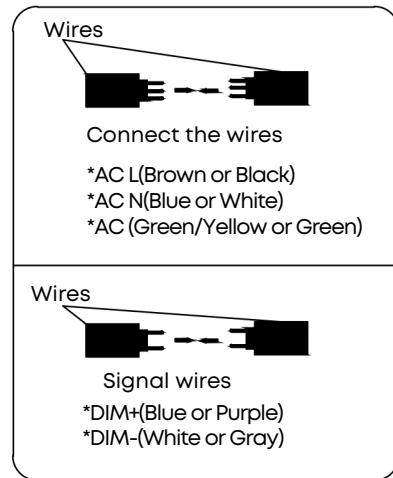 Wires
Connect the wires
*AC L(Brown or Black)
*AC N(Blue or White)
*AC (Green/Yellow or Green)
Wires
Signal wires
*DIM+(Blue or Purple)
*DIM-(White or Gray)